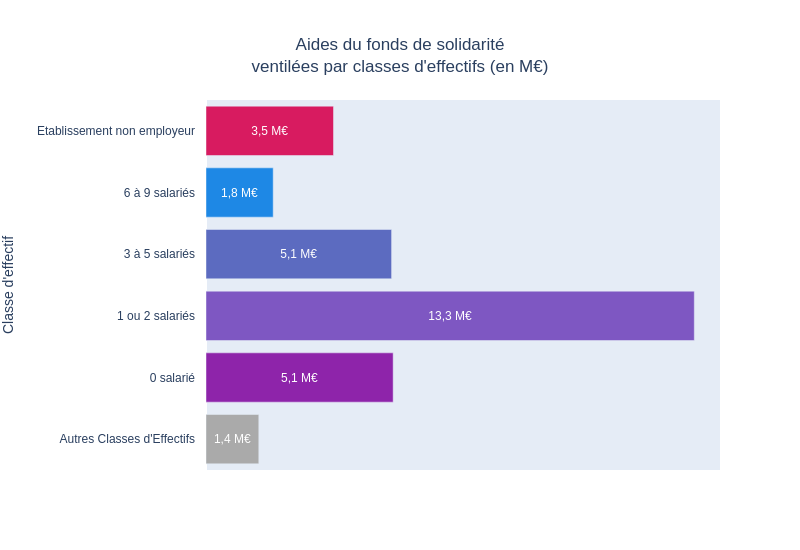 Aides du fonds de solidarité
ventilées par classes d'effectifs (en M€)
Classe d'effectif
Etablissement non employeur
3,5 M€
6 à 9 salariés
1,8 M€
3 à 5 salariés
5,1 M€
1 ou 2 salariés
13,3 M€
0 salarié
5,1 M€
Autres Classes d'Effectifs
1,4 M€